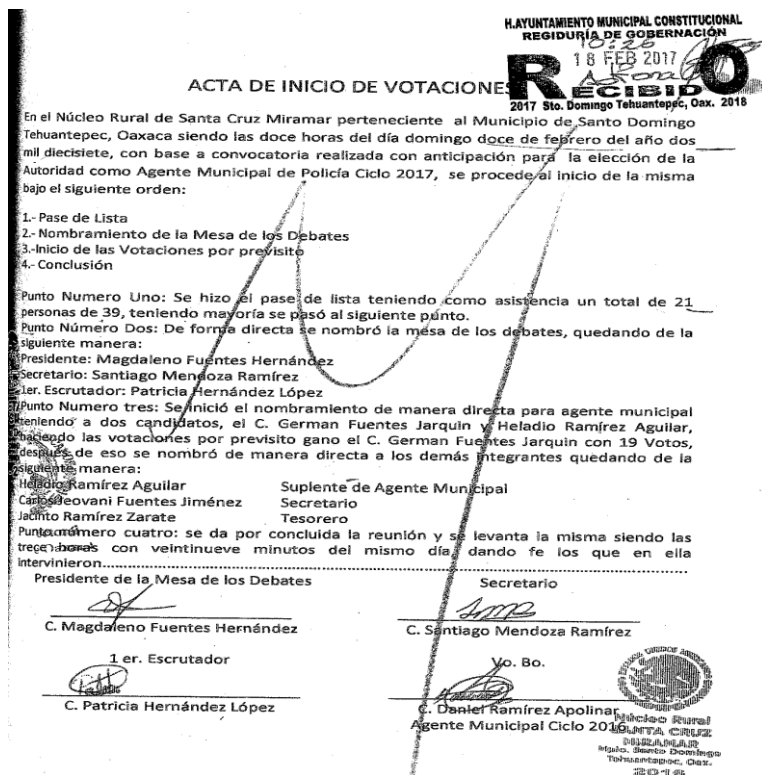 H.AYUNTAMIENTO MUNICIPAL CONSTITUCIONAL
REGIDURÍA DE GOBERNACIÓN
10:26
18 FEB 2017
RECIBIDO
2017 Sto. Domingo Tehuantepec, Oax. 2018
ACTA DE INICIO DE VOTACIONES
En el Núcleo Rural de Santa Cruz Miramar perteneciente al Municipio de Santo Domingo
Tehuantepec, Oaxaca siendo las doce horas del día domingo doce de febrero del año dos
mil diecisiete, con base a convocatoria realizada con anticipación para la elección de la
Autoridad como Agente Municipal de Policía Ciclo 2017, se procede al inicio de la misma
bajo el siguiente orden:
1.- Pase de Lista
2.- Nombramiento de la Mesa de los Debates
3.-Inicio de las Votaciones por previsito
4.- Conclusión
Punto Numero Uno: Se hizo el pase de lista teniendo como asistencia un total de 21
personas de 39, teniendo mayoría se pasó al siguiente punto.
Punto Número Dos: De forma directa se nombró la mesa de los debates, quedando de la
siguiente manera:
Presidente: Magdaleno Fuentes Hernández
Secretario: Santiago Mendoza Ramírez
1er. Escrutador: Patricia Hernández López
Punto Numero tres: Se inició el nombramiento de manera directa para agente municipal
teniendo a dos candidatos, el C. German Fuentes Jarquin y Heladio Ramírez Aguilar,
haciendo las votaciones por previsito gano el C. German Fuentes Jarquin con 19 Votos,
después de eso se nombró de manera directa a los demás integrantes quedando de la
siguiente manera:
Heladio Ramírez Aguilar Suplente de Agente Municipal
Carlos Jeovani Fuentes Jiménez Secretario
Jacinto Ramírez Zarate Tesorero
Punto número cuatro: se da por concluida la reunión y se levanta la misma siendo las
trece horas con veintinueve minutos del mismo día, dando fe los que en ella
intervinieron
Presidente de la Mesa de los Debates Secretario
C. Magdaleno Fuentes Hernández C. Santiago Mendoza Ramírez
1 er. Escrutador Vo. Bo.
C. Patricia Hernández López C. Daniel Ramírez Apolinar
Agente Municipal Ciclo 2016
Núcleo Rural
SANTA CRUZ
MIRAMAR
Mpio. Santo Domingo
Tehuantepec, Oax.
2016